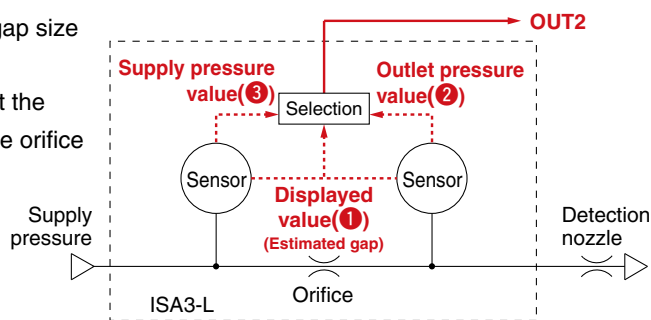 gap size
t the
e orifice
OUT2
Supply pressure
value(❸)
Outlet pressure
value(❷)
Selection
Sensor
Sensor
Displayed
value(❶)
(Estimated gap)
Supply
pressure
Detection
nozzle
Orifice
ISA3-L